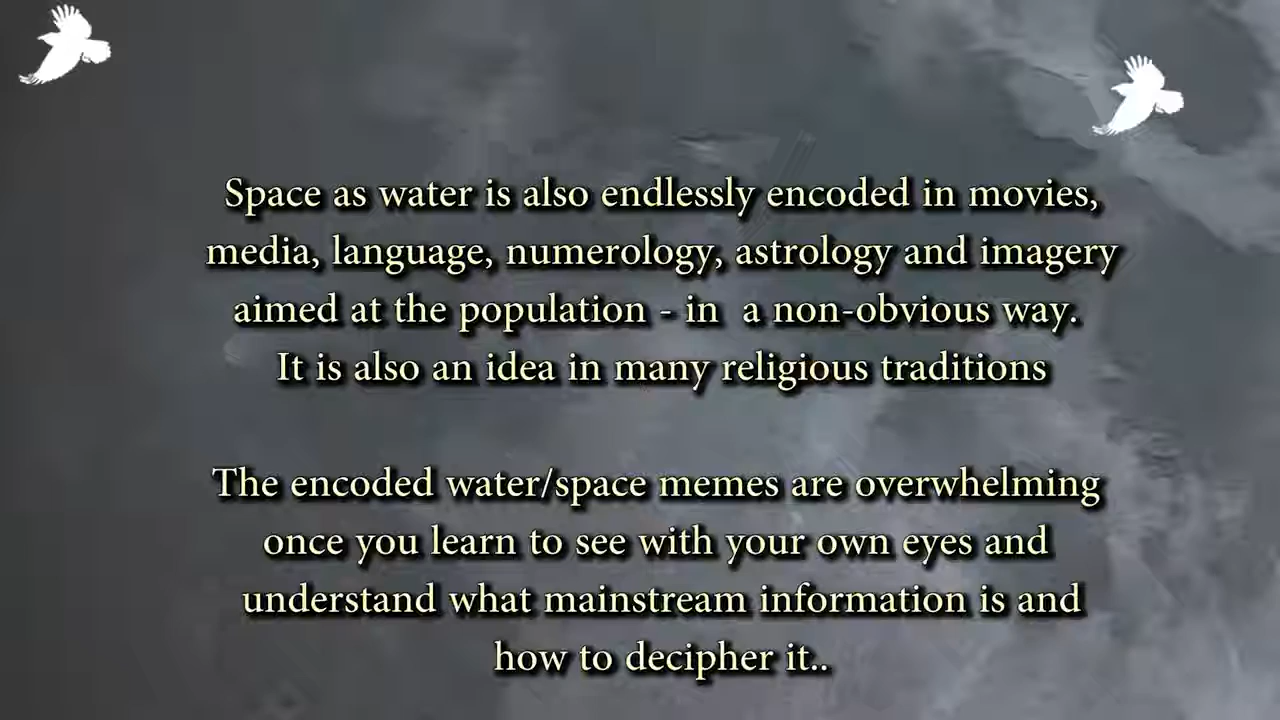 Space as water is also endlessly encoded in movies,
media, language, numerology, astrology and imagery
aimed at the population - in  a non-obvious way.
It is also an idea in many religious traditions
The encoded water/space memes are overwhelming
once you learn to see with your own eyes and
understand what mainstream information is and
how to decipher it..